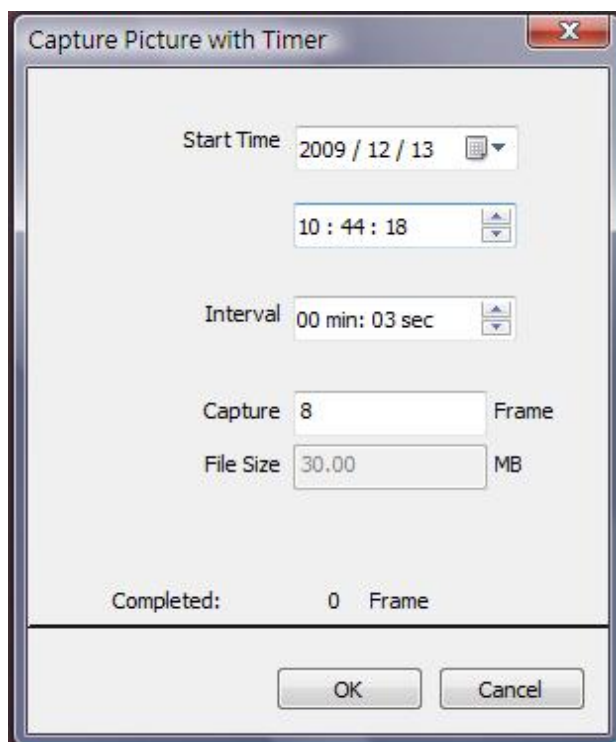 Capture Picture with Timer
Start Time 2009 / 12 / 13
10 : 44 : 18
Interval 00 min: 03 sec
Capture 8 Frame
File Size 30.00 MB
Completed: 0 Frame
OK Cancel